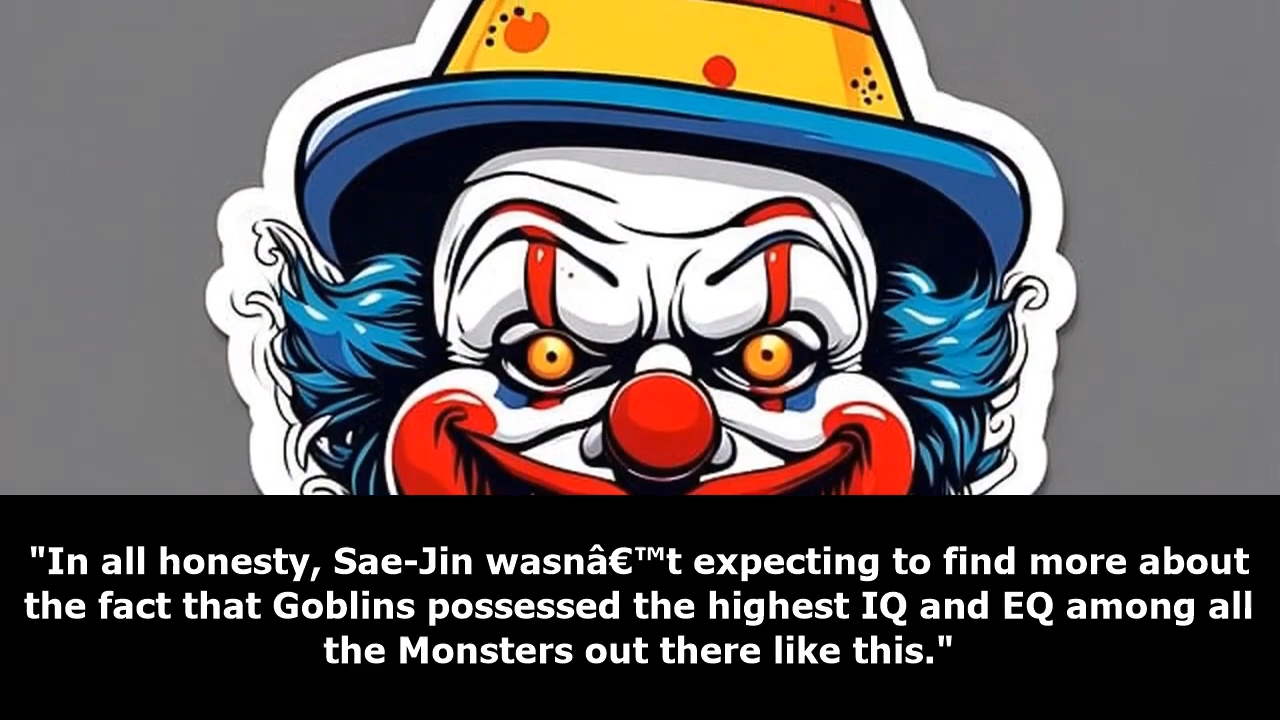 "In all honesty, Sae-Jin wasnâ€™t expecting to find more about
the fact that Goblins possessed the highest IQ and EQ among all
the Monsters out there like this."